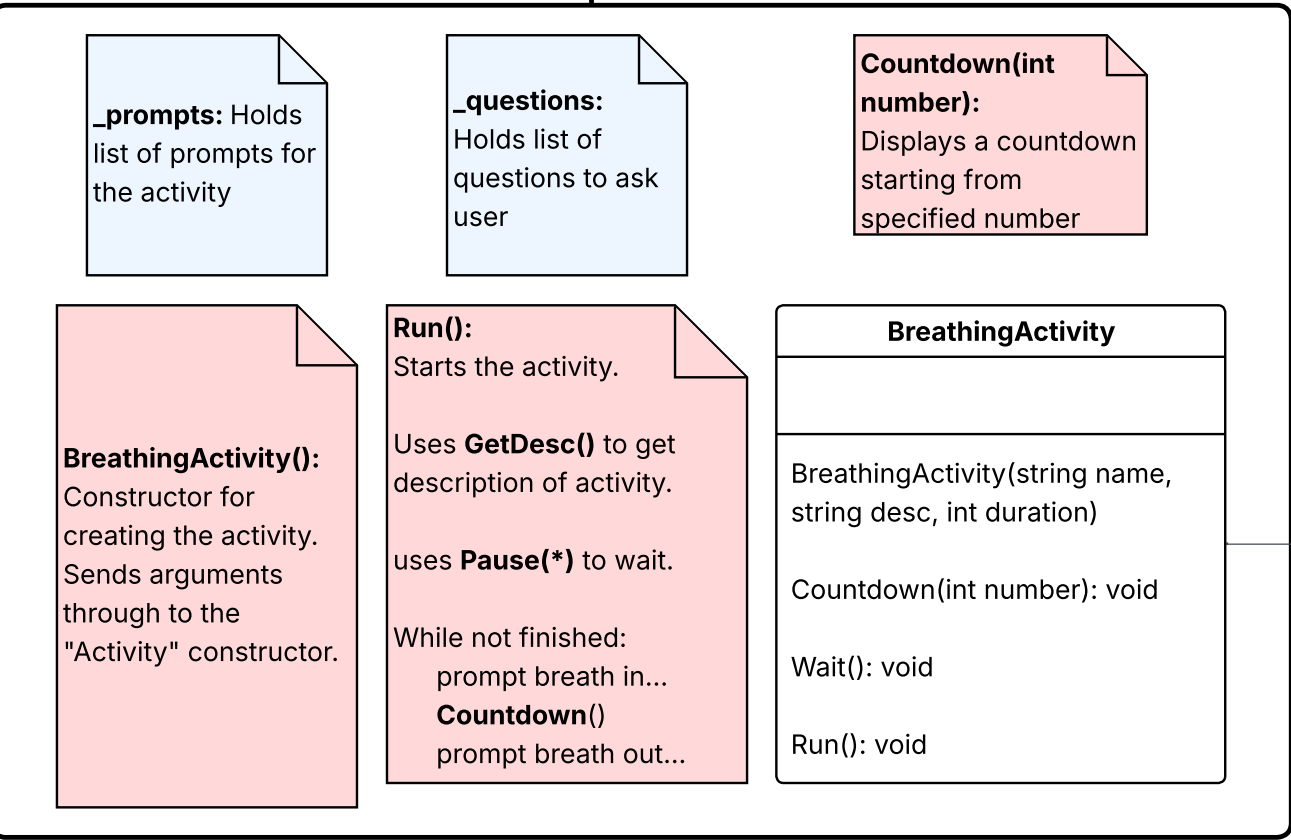 _prompts: Holds
list of prompts for
the activity
_questions:
Holds list of
questions to ask
user
Countdown(int
number):
Displays a countdown
starting from
specified number
BreathingActivity():
Constructor for
creating the activity.
Sends arguments
through to the
"Activity" constructor.
Run():
Starts the activity.
Uses GetDesc() to get
description of activity.
uses Pause(*) to wait.
While not finished:
prompt breath in...
Countdown()
prompt breath out...
BreathingActivity
BreathingActivity(string name,
string desc, int duration)
Countdown(int number): void
Wait(): void
Run(): void